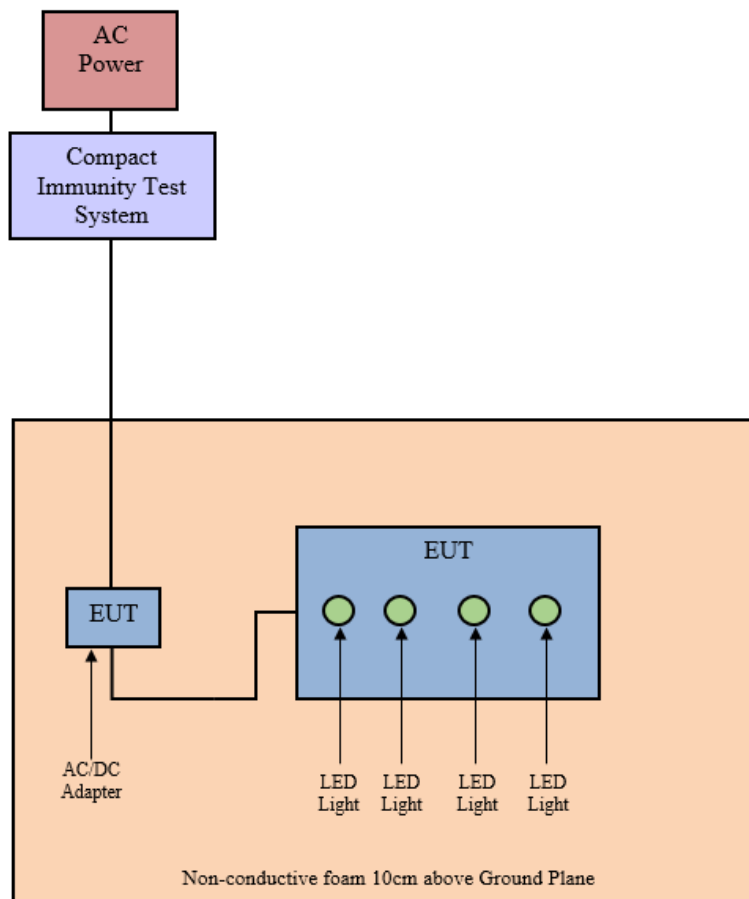 AC
Power
Compact
Immunity Test
System
EUT
EUT
AC/DC
Adapter
LED
Light
LED
Light
LED
Light
LED
Light
Non-conductive foam 10cm above Ground Plane